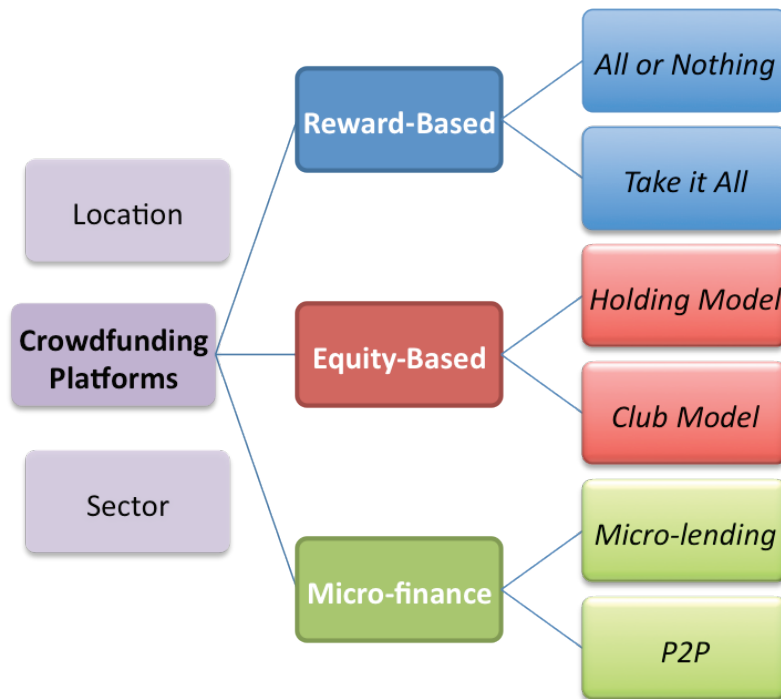 All or Nothing
Reward-Based
Take it All
Location
Holding Model
Crowdfunding
Platforms
Equity-Based
Club Model
Sector
Micro-lending
Micro-finance
P2P